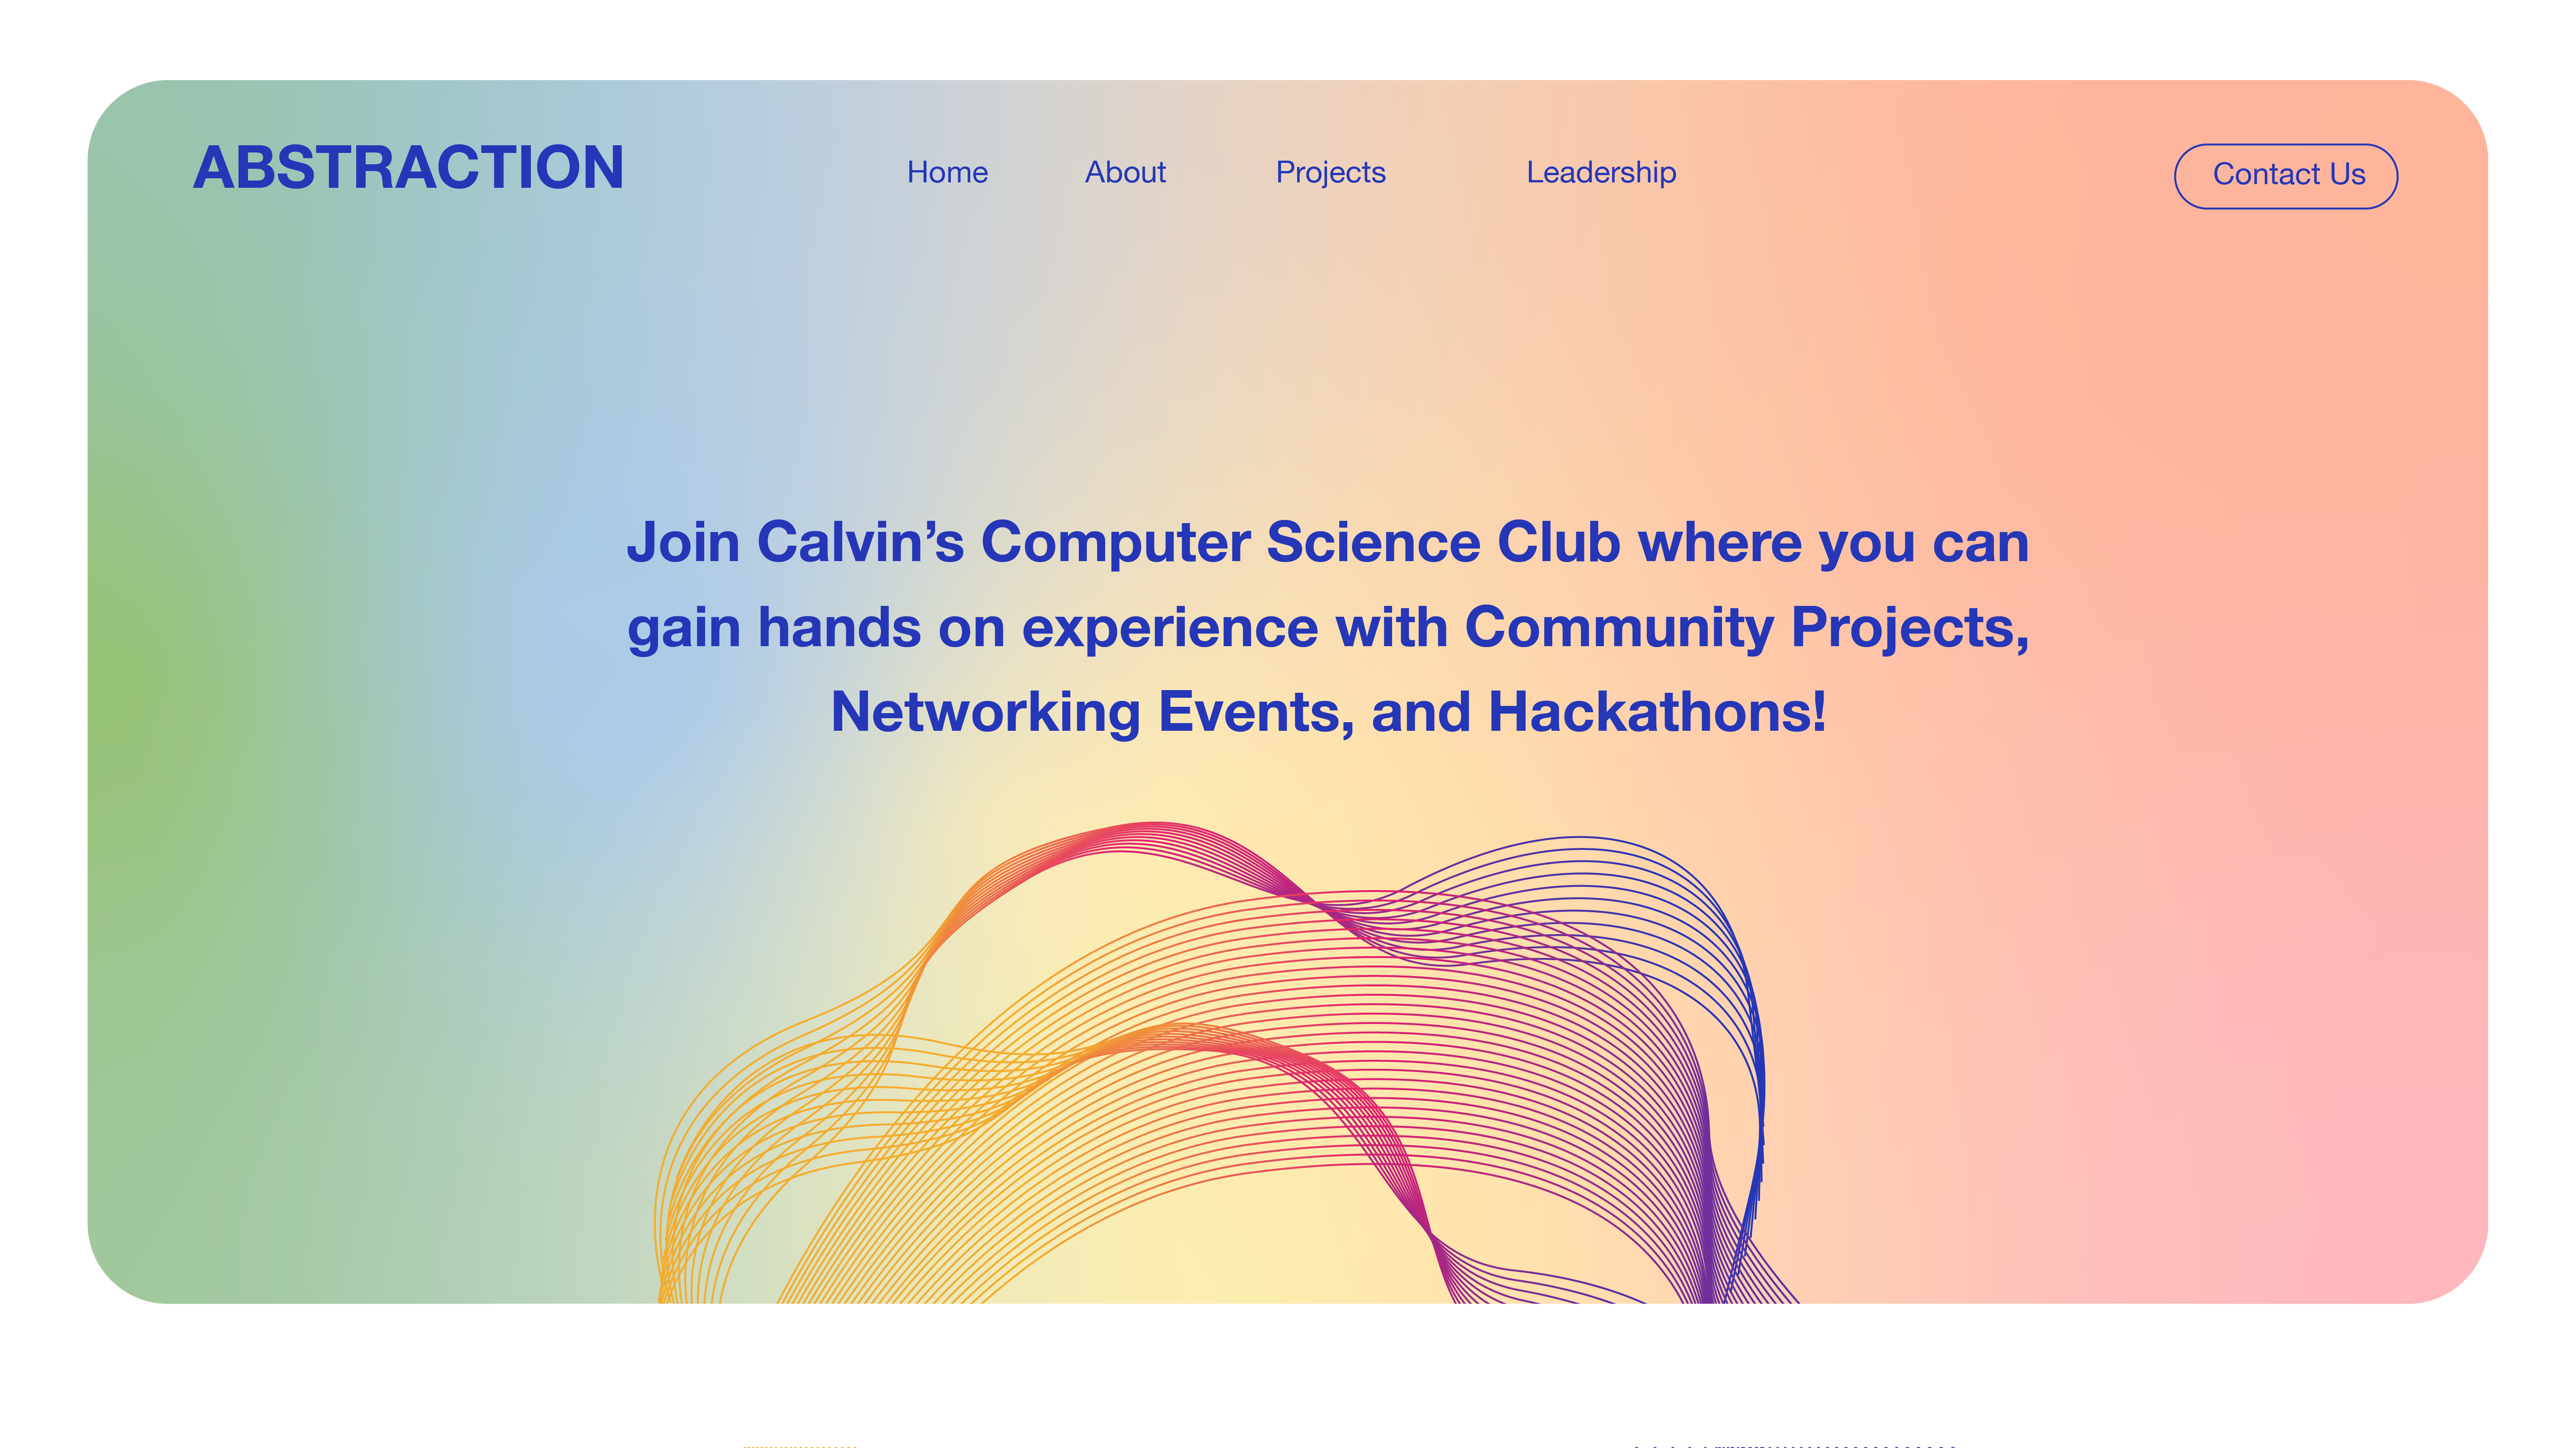 ABSTRACTION
Home
About
Projects
Leadership
Contact Us
Join Calvin’s Computer Science Club where you can
gain hands on experience with Community Projects,
Networking Events, and Hackathons!